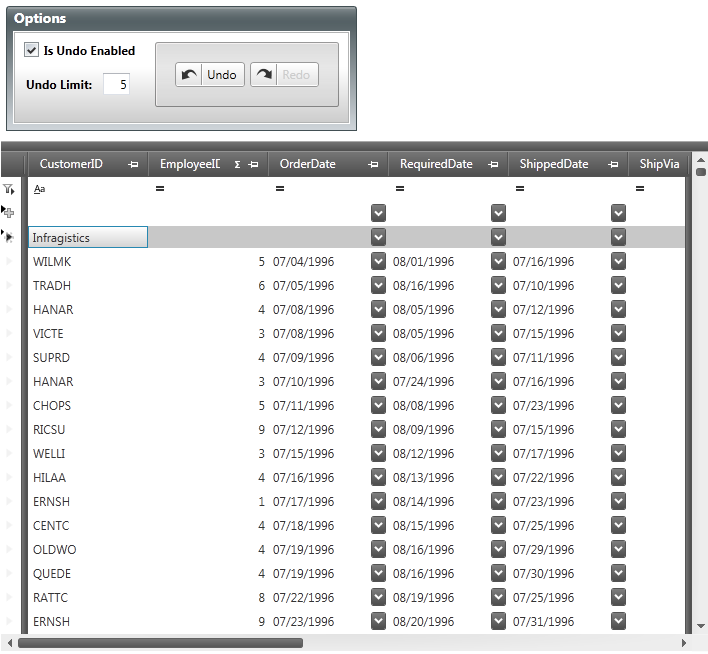 Options
Is Undo Enabled
Undo Limit: 5 Undo Redo
CustomerID EmployeeID Σ OrderDate RequiredDate ShippedDate ShipVia
Aa = = = = =
Infragistics
WILMK 5 07/04/1996 08/01/1996 07/16/1996
TRADH 6 07/05/1996 08/16/1996 07/10/1996
HANAR 4 07/08/1996 08/05/1996 07/12/1996
VICTE 3 07/08/1996 08/05/1996 07/15/1996
SUPRD 4 07/09/1996 08/06/1996 07/11/1996
HANAR 3 07/10/1996 07/24/1996 07/16/1996
CHOPS 5 07/11/1996 08/08/1996 07/23/1996
RICSU 9 07/12/1996 08/09/1996 07/15/1996
WELLI 3 07/15/1996 08/12/1996 07/17/1996
HILAA 4 07/16/1996 08/13/1996 07/22/1996
ERNSH 1 07/17/1996 08/14/1996 07/23/1996
CENTC 4 07/18/1996 08/15/1996 07/25/1996
OLDWO 4 07/19/1996 08/16/1996 07/29/1996
QUEDE 4 07/19/1996 08/16/1996 07/30/1996
RATTC 8 07/22/1996 08/19/1996 07/25/1996
ERNSH 9 07/23/1996 08/20/1996 07/31/1996